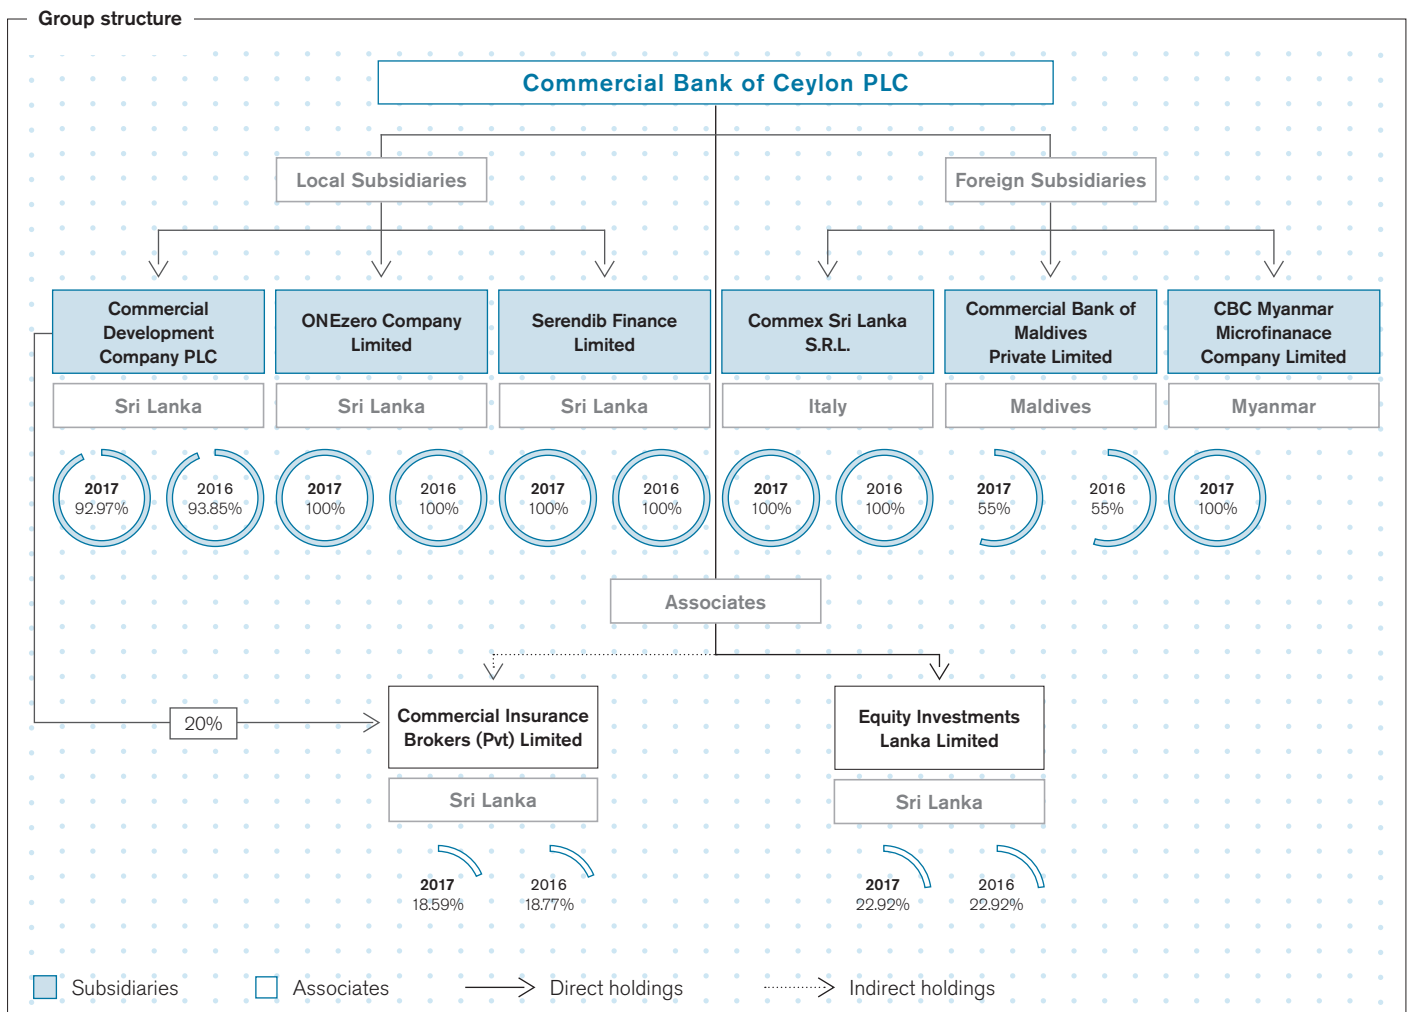 Group structure
Commercial Bank of Ceylon PLC
Local Subsidiaries
Foreign Subsidiaries
Commercial
Development
Company PLC
ONEzero Company
Limited
Serendib Finance
Limited
Commex Sri Lanka
S.R.L.
Commercial Bank of
Maldives
Private Limited
CBC Myanmar
Microfinanace
Company Limited
Sri Lanka
Sri Lanka
Sri Lanka
Italy
Maldives
Myanmar
2017
92.97%
2016
93.85%
2017
100%
2016
100%
2017
100%
2016
100%
2017
100%
2016
100%
2017
55%
2016
55%
2017
100%
Associates
20%
Commercial Insurance
Brokers (Pvt) Limited
Equity Investments
Lanka Limited
Sri Lanka
Sri Lanka
2017
18.59%
2016
18.77%
2017
22.92%
2016
22.92%
Subsidiaries
Associates
Direct holdings
Indirect holdings